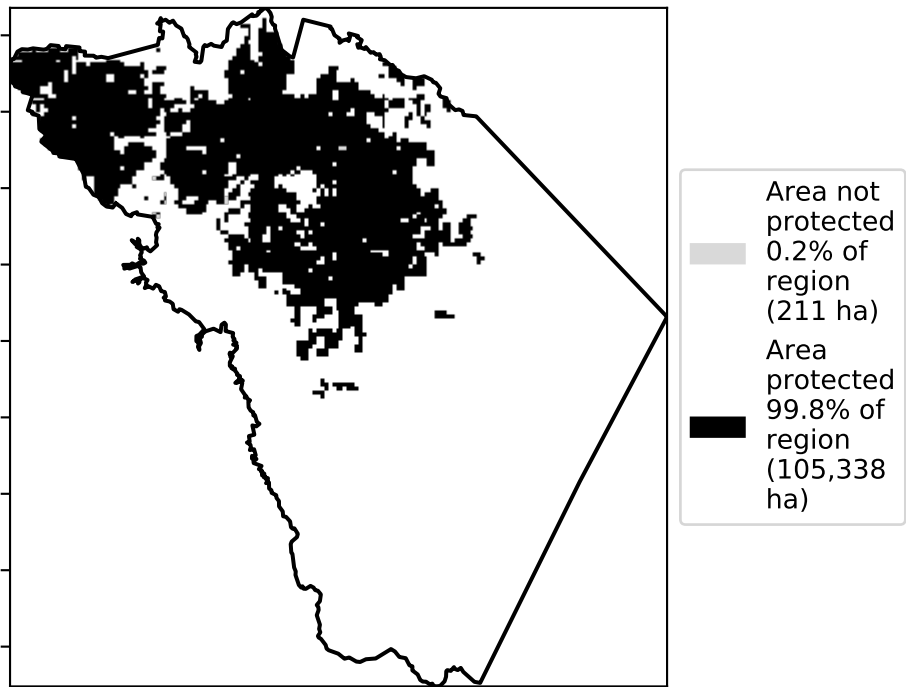 Area not
protected
0.2% of
region
(211 ha)
Area
protected
99.8% of
region
(105,338
ha)